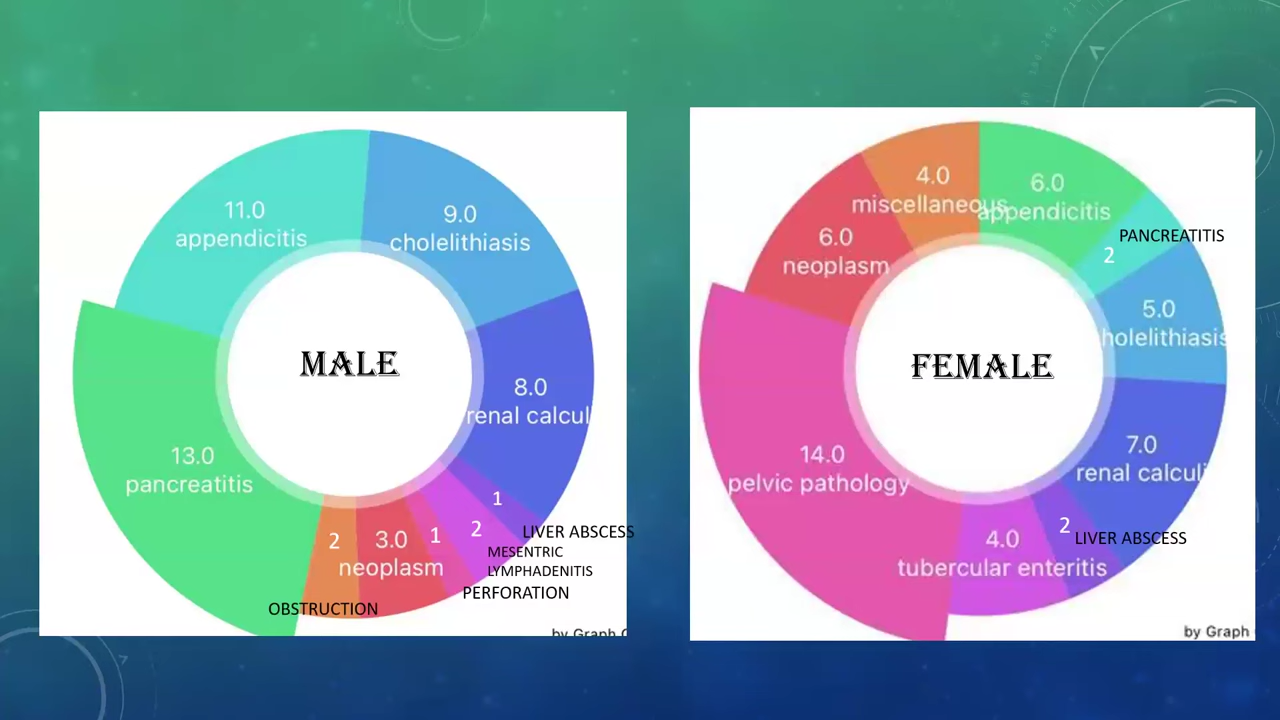 11.0
appendicitis
9.0
cholelithiasis
8.0
renal calcul
1
LIVER ABSCESS
2
MESENTRIC
LYMPHADENITIS
1
PERFORATION
3.0
neoplasm
2
OBSTRUCTION
13.0
pancreatitis
MALE
by Graph
4.0
miscellaneous
6.0
appendicitis
PANCREATITIS
2
5.0
holelithiasis
7.0
renal calculi
2
LIVER ABSCESS
4.0
tubercular enteritis
14.0
pelvic pathology
6.0
neoplasm
FEMALE
by Graph